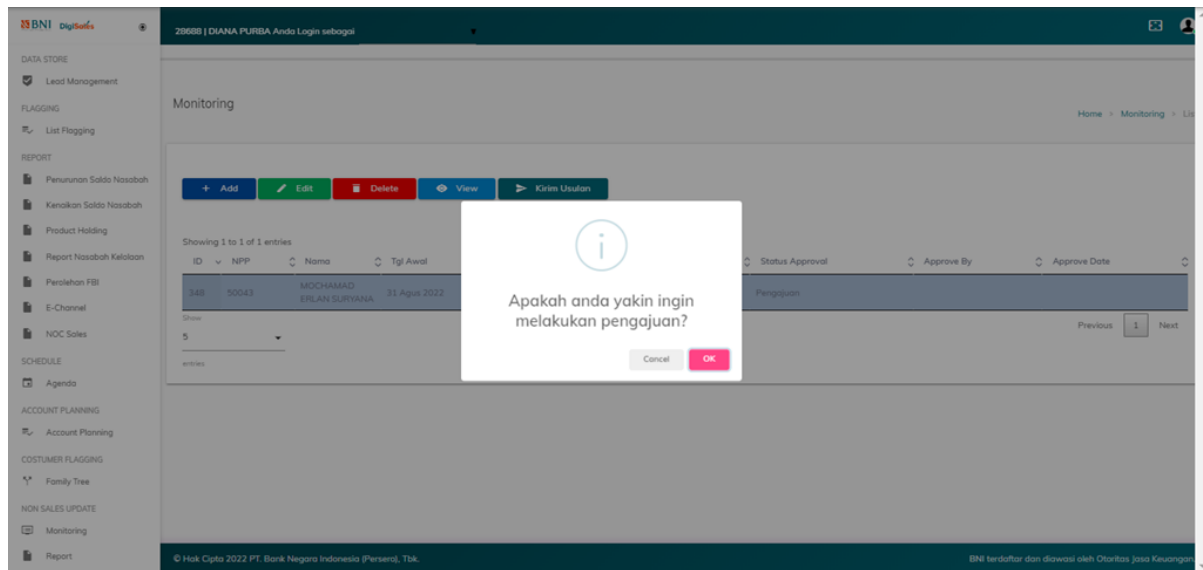 BNI DigiSales
28688 | DIANA PURBA Anda Login sebagai
DATA STORE
Lead Management
FLAGGING
List Flagging
REPORT
Penurunan Saldo Nasabah
Kenaikan Saldo Nasabah
Product Holding
Report Nasabah Kelolaan
Perolehan FBI
E-Channel
NOC Sales
SCHEDULE
Agenda
ACCOUNT PLANNING
Account Planning
COSTUMER FLAGGING
Family Tree
NON SALES UPDATE
Monitoring
Report
Monitoring
Home > Monitoring > Lis
+ Add Edit Delete View Kirim Usulan
Showing 1 to 1 of 1 entries
ID NPP Nama Tgl Awal Status Approval Approve By Approve Date
348 50043 MOCHAMAD ERLAN SURYANA 31 Agus 2022 Pengajuan
Show
5
entries
Previous 1 Next
i
Apakah anda yakin ingin
melakukan pengajuan?
Cancel OK
© Hak Cipta 2022 PT. Bank Negara Indonesia (Persero), Tbk.
BNI terdaftar dan diawasi oleh Otoritas Jasa Keuangan